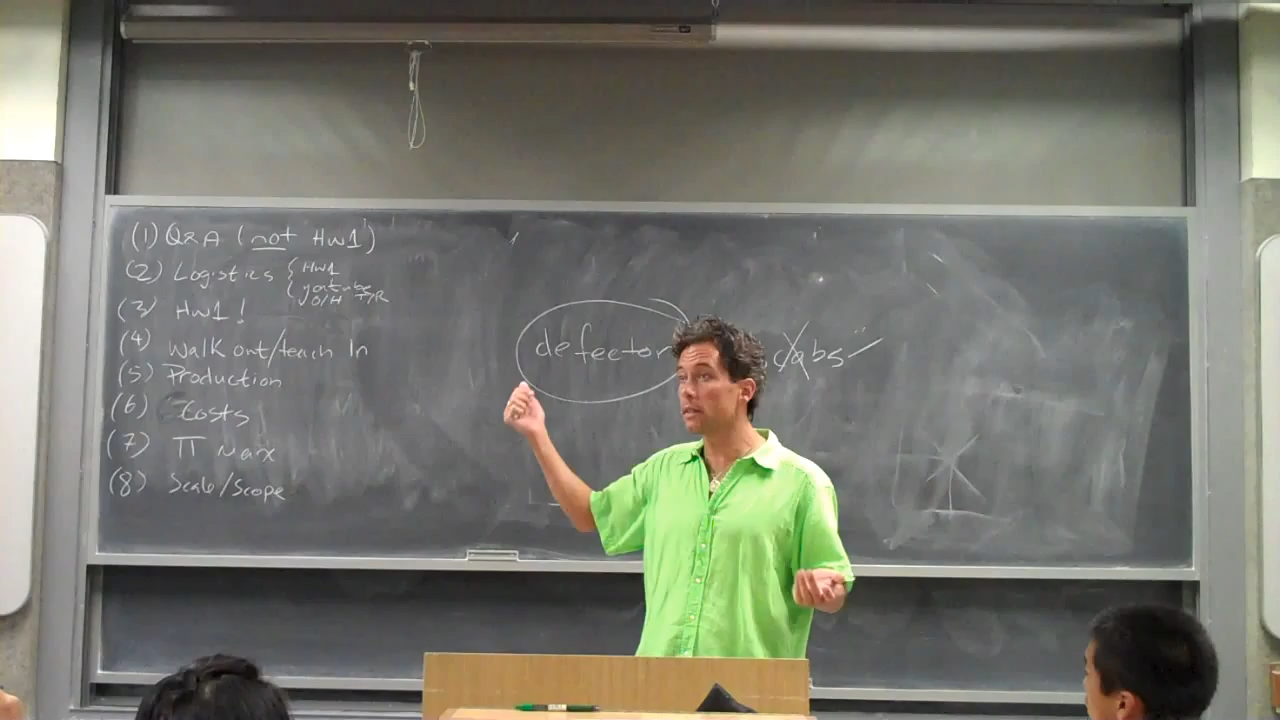 (1) Q&A (not HW1)
(2) Logistics { HW1
{ youtube
O/H T/R
(3) HW1!
(4) Walk out/teach In
(5) Production
(6) Costs
(7) Π Max
(8) Scale/Scope
defector
abs